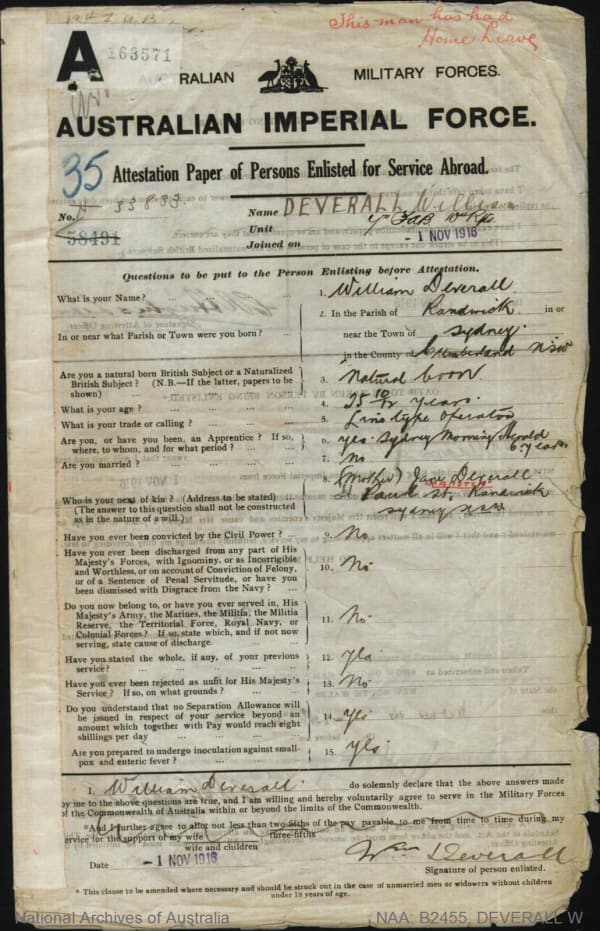 This man has had
Home Leave
A
163571
AUSTRALIAN MILITARY FORCES.
AUSTRALIAN IMPERIAL FORCE.
35 Attestation Paper of Persons Enlisted for Service Abroad.
No. 33833
58491
Name DEVERALL William
Unit 7th FAB
Joined on - 1 NOV 1916
Questions to be put to the Person Enlisting before Attestation.
What is your Name? ... ...
1. William Deverall
In or near what Parish or Town were you born? ...
2. In the Parish of Randwick in or
near the Town of Sydney
in the County of Cumberland NSW
Are you a natural born British Subject or a Naturalized
British Subject? (N.B.—If the latter, papers to be
shown)
3. Natural born
What is your age? ...
4. 25 10/12 years
What is your trade or calling? ...
5. Linotype Operator
Are you, or have you been, an Apprentice? If so,
where, to whom, and for what period? ...
6. yes Sydney Morning Herald
6 years
Are you married? ...
7. No
Who is your next of kin? (Address to be stated) ...
(The answer to this question shall not be constructed
as in the nature of a will.)
8. (mother) Jane Deverall
St Pauls St. Randwick
Sydney NSW
Have you ever been convicted by the Civil Power? ...
9. No
Have you ever been discharged from any part of His
Majesty's Forces, with Ignominy, or as Incorrigible
and Worthless, or on account of Conviction of Felony,
or of a Sentence of Penal Servitude, or have you
been dismissed with Disgrace from the Navy? ...
10. No
Do you now belong to, or have you ever served in, His
Majesty's Army, the Marines, the Militia, the Militia
Reserve, the Territorial Force, Royal Navy, or
Colonial Forces? If so, state which, and if not now
serving, state cause of discharge
11. No
Have you stated the whole, if any, of your previous
service? ...
12. Yes
Have you ever been rejected as unfit for His Majesty's
Service? If so, on what grounds? ...
13. No
Do you understand that no Separation Allowance will
be issued in respect of your service beyond an
amount which together with Pay would reach eight
shillings per day
14. Yes
Are you prepared to undergo inoculation against small-
pox and enteric fever? ...
15. Yes
I, William Deverall do solemnly declare that the above answers made
by me to the above questions are true, and I am willing and hereby voluntarily agree to serve in the Military Forces
of the Commonwealth of Australia within or beyond the limits of the Commonwealth.
*And I further agree to allot not less than two-fifths of the pay payable to me from time to time during my
three-fifths
service for the support of my wife
wife and children
Date - 1 NOV 1916
Wm Deverall
Signature of person enlisted.
* This clause to be amended where necessary and should be struck out in the case of unmarried men or widowers without children
under 18 years of age.
National Archives of Australia
NAA: B2455, DEVERALL W